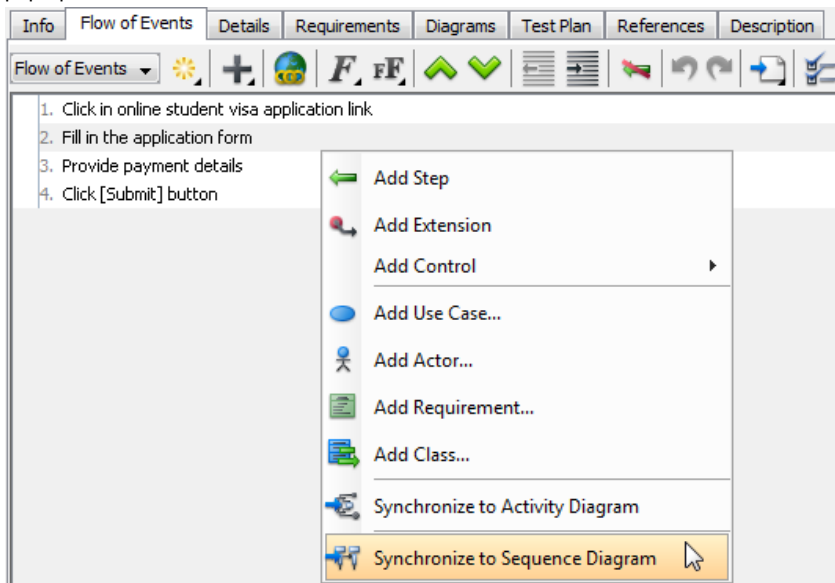 Info Flow of Events Details Requirements Diagrams Test Plan References Description
Flow of Events F FF
1. Click in online student visa application link
2. Fill in the application form
3. Provide payment details
4. Click [Submit] button
Add Step
Add Extension
Add Control
Add Use Case...
Add Actor...
Add Requirement...
Add Class...
Synchronize to Activity Diagram
Synchronize to Sequence Diagram